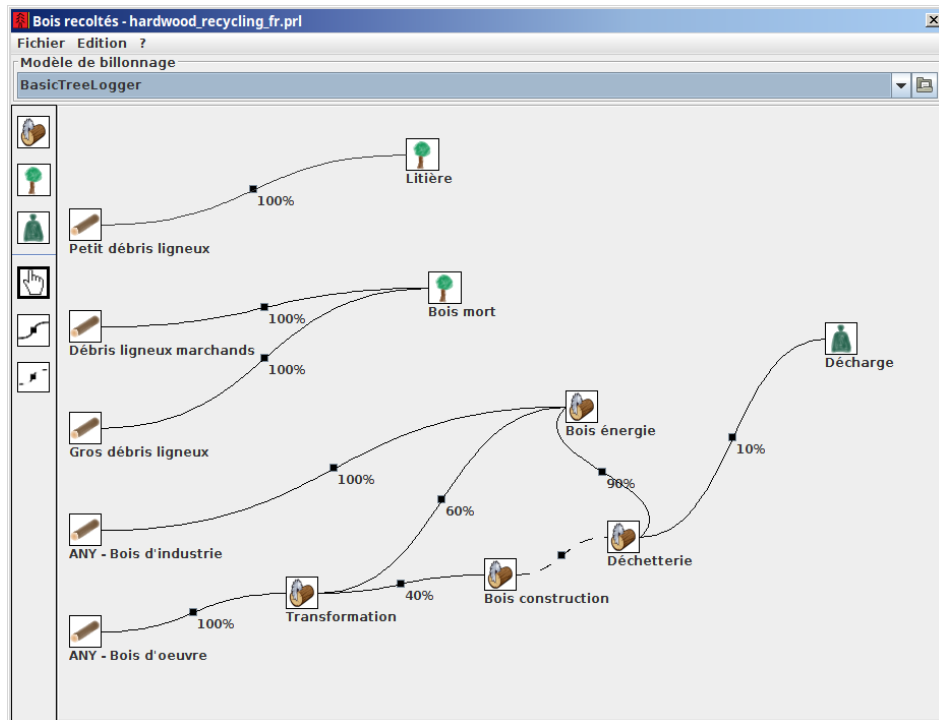 Bois recoltés - hardwood_recycling_fr.prl
Fichier Edition ?
Modèle de billonnage
BasicTreeLogger
Litière
100%
Petit débris ligneux
Bois mort
100%
Débris ligneux marchands
100%
Décharge
Gros débris ligneux
Bois énergie
10%
100%
90%
60%
ANY - Bois d'industrie
Déchetterie
40%
Bois construction
Transformation
100%
ANY - Bois d'oeuvre